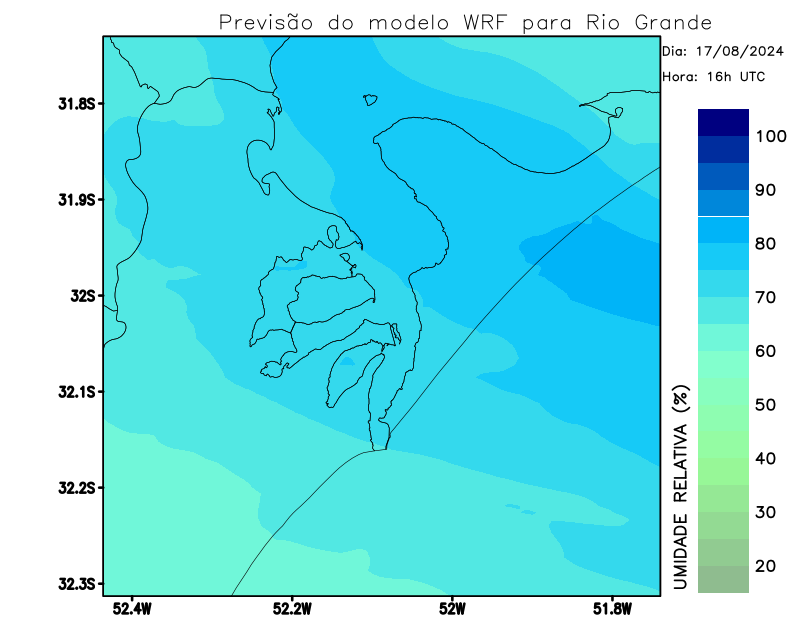 Previsão do modelo WRF para Rio Grande
Dia: 17/08/2024
Hora: 16h UTC
31.8S
31.9S
32S
32.1S
32.2S
32.3S
52.4W
52.2W
52W
51.8W
100
90
80
70
60
50
40
30
20
UMIDADE RELATIVA (%)